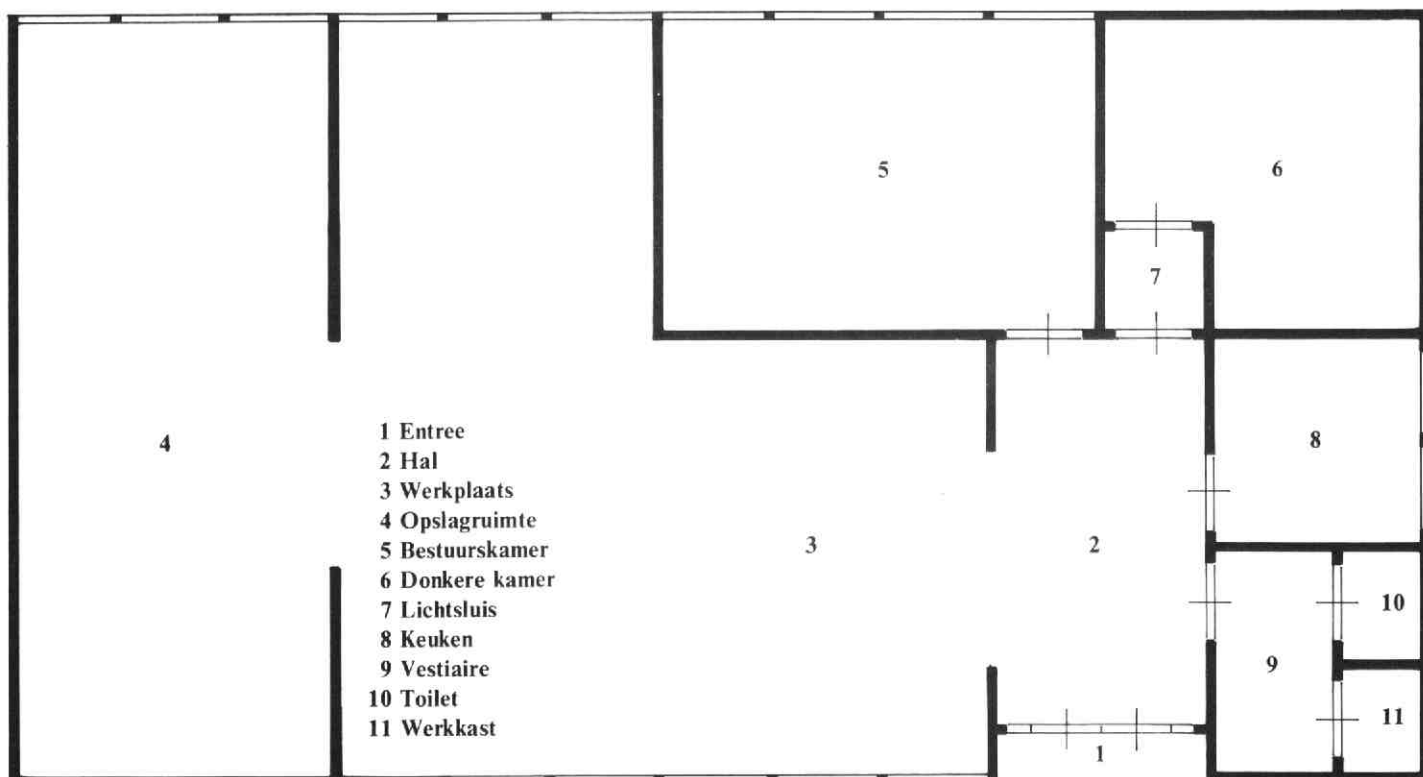 5
6
7
4
8
3
2
10
9
11
1
1 Entree
2 Hal
3 Werkplaats
4 Opslagruimte
5 Bestuurskamer
6 Donkere kamer
7 Lichtsluis
8 Keuken
9 Vestiaire
10 Toilet
11 Werkkast